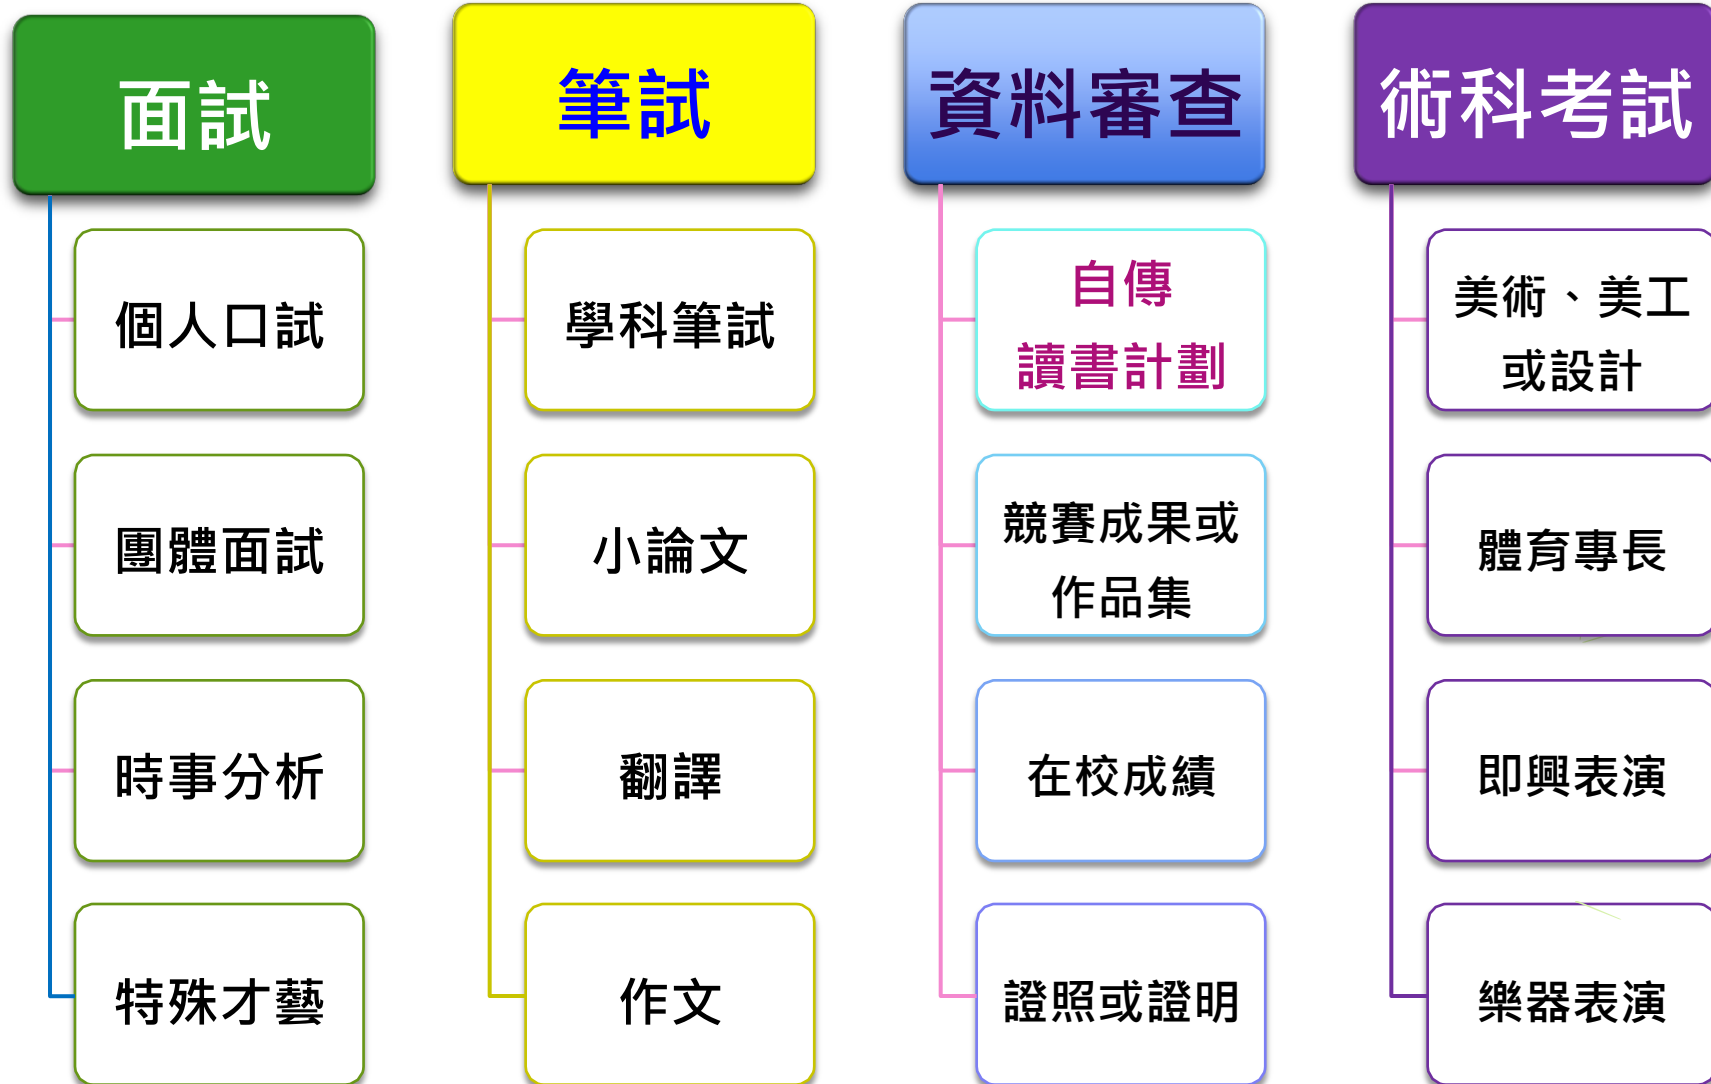 面試
個人口試
團體面試
時事分析
特殊才藝
筆試
學科筆試
小論文
翻譯
作文
資料審查
自傳
讀書計劃
競賽成果或
作品集
在校成績
證照或證明
術科考試
美術、美工
或設計
體育專長
即興表演
樂器表演